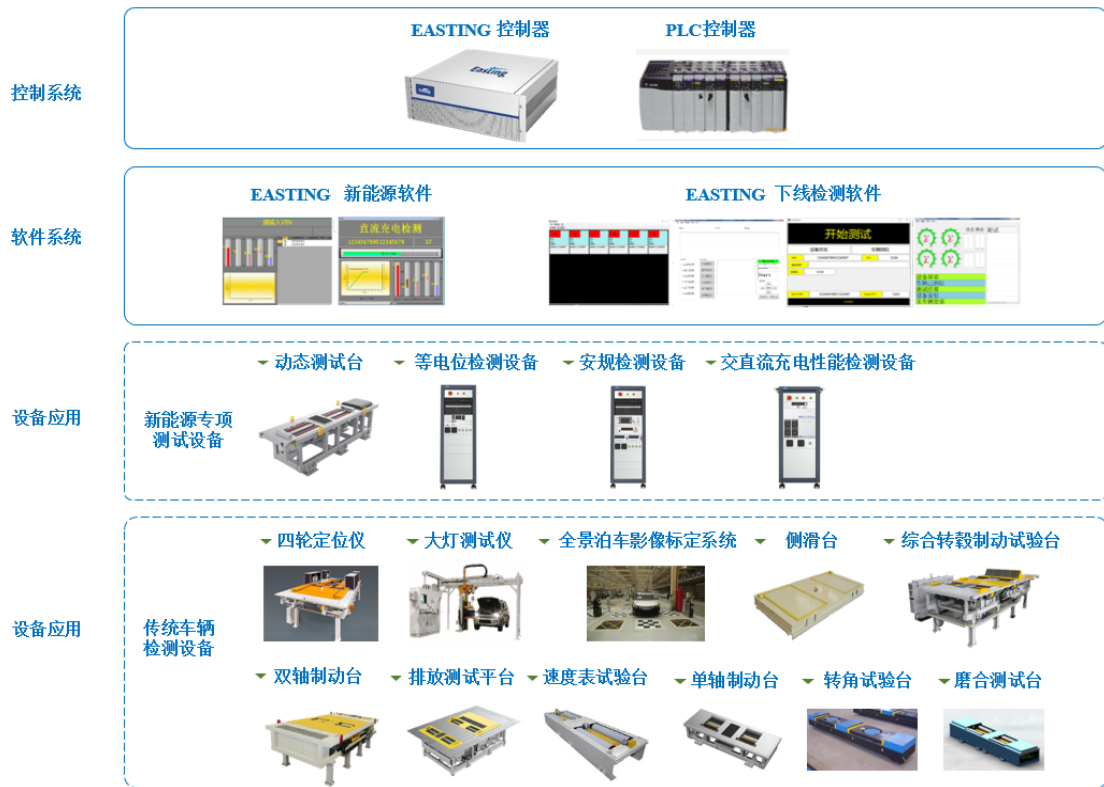 EASTING 控制器
PLC控制器
控制系统
Easting
EASTING 新能源软件
EASTING 下线检测软件
软件系统
请输入VIN
直流充电检测
开始测试
动态测试台
等电位检测设备
安规检测设备
交直流充电性能检测设备
设备应用
新能源专项
测试设备
四轮定位仪
大灯测试仪
全景泊车影像标定系统
侧滑台
综合转毂制动试验台
设备应用
传统车辆
检测设备
双轴制动台
排放测试平台
速度表试验台
单轴制动台
转角试验台
磨合测试台